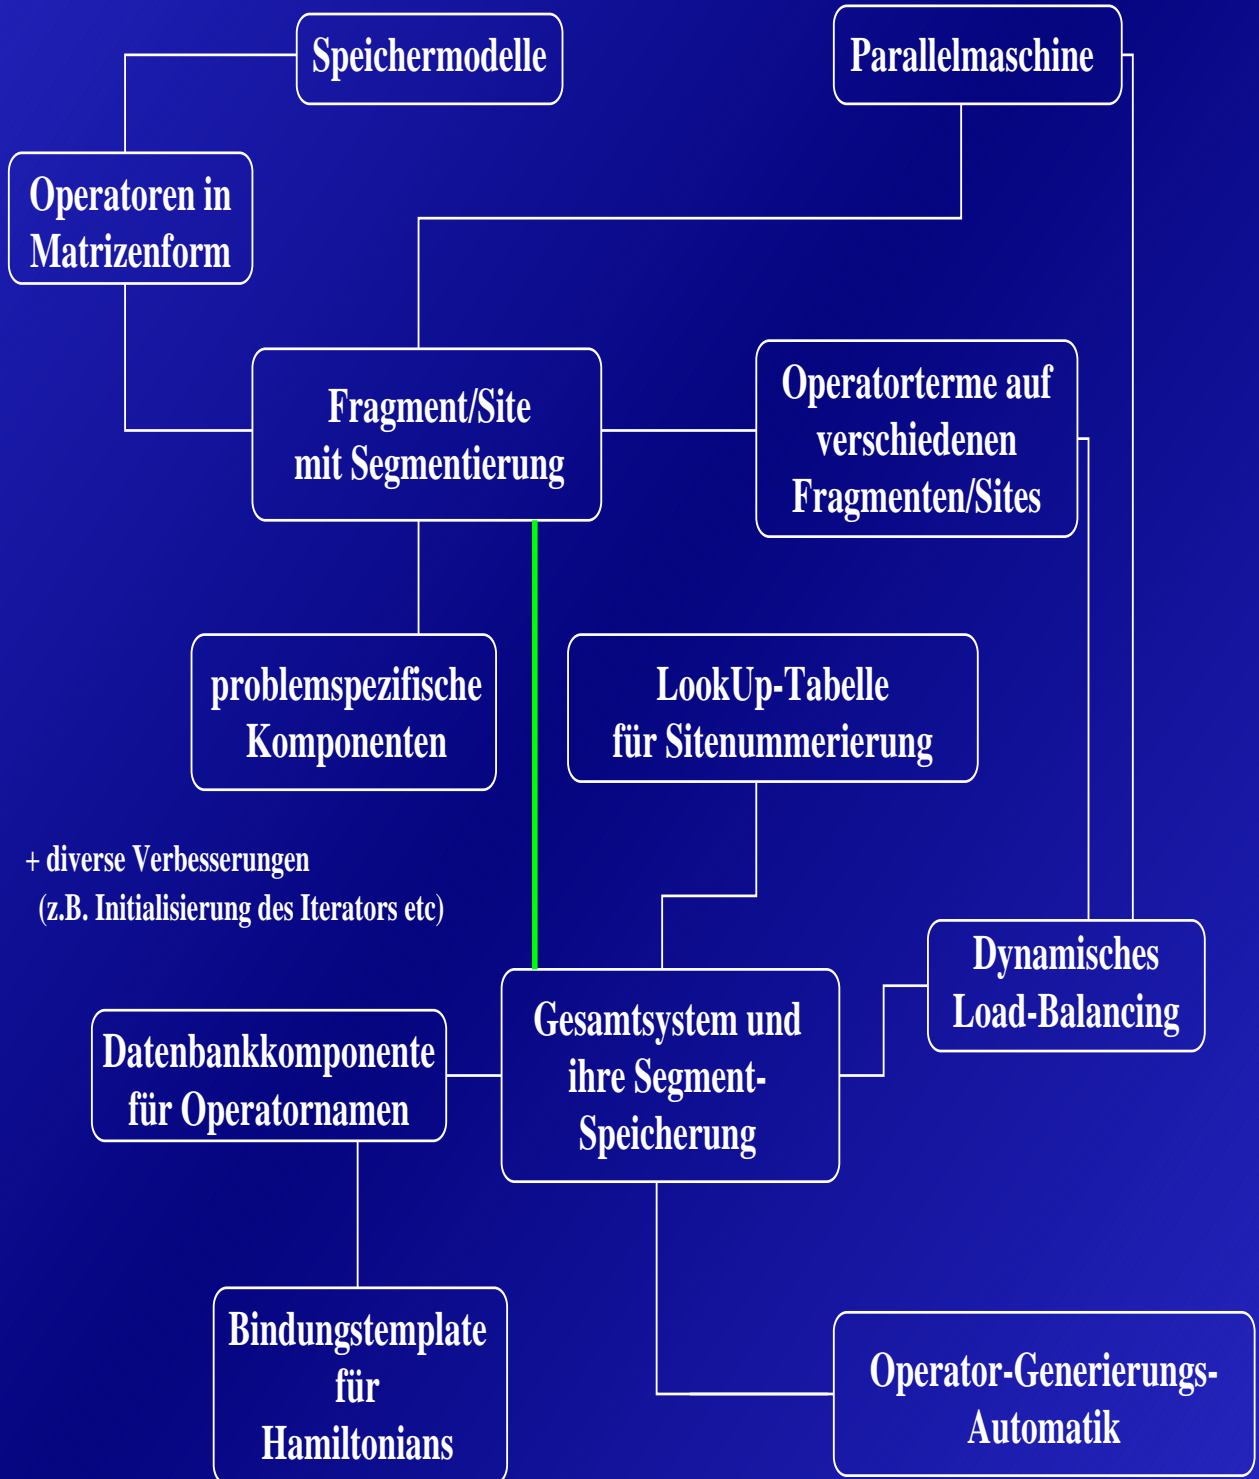 Speichermodelle
Parallelmaschine
Operatoren in
Matrizenform
Fragment/Site
mit Segmentierung
Operatorterme auf
verschiedenen
Fragmenten/Sites
problemspezifische
Komponenten
LookUp-Tabelle
für Sitenummerierung
+ diverse Verbesserungen
(z.B. Initialisierung des Iterators etc)
Dynamisches
Load-Balancing
Gesamtsystem und
ihre Segment-
Speicherung
Datenbankkomponente
für Operatornamen
Bindungstemplate
für
Hamiltonians
Operator-Generierungs-
Automatik